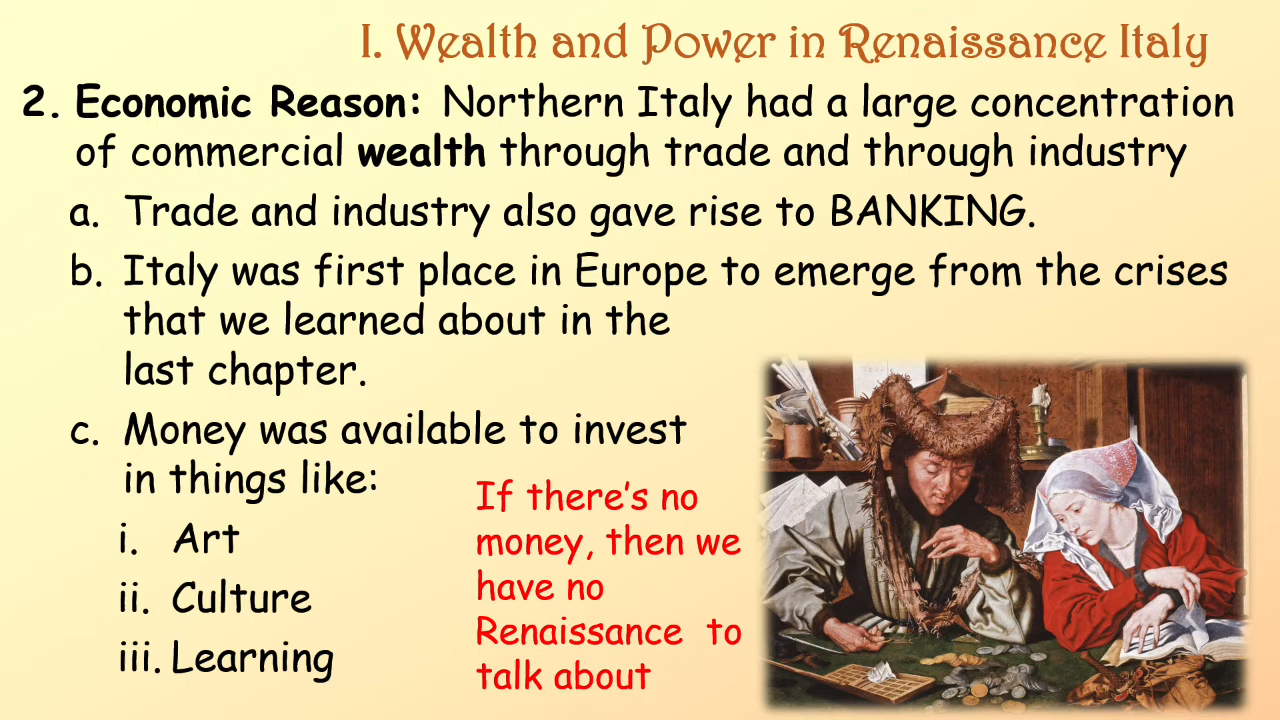 I. Wealth and Power in Renaissance Italy
2. Economic Reason: Northern Italy had a large concentration
of commercial wealth through trade and through industry
a. Trade and industry also gave rise to BANKING.
b. Italy was first place in Europe to emerge from the crises
that we learned about in the
last chapter.
c. Money was available to invest
in things like:
i. Art
ii. Culture
iii. Learning
If there’s no
money, then we
have no
Renaissance to
talk about